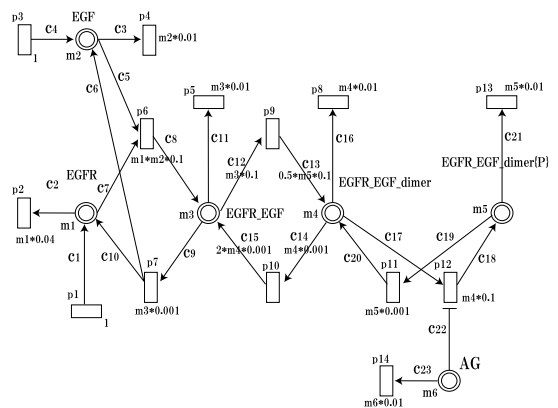 p3
C4
EGF
C3
p4
m2*0.01
1
m2
C5
C6
p6
C8
m1*m2*0.1
p5
m3*0.01
C11
p9
p8
m4*0.01
C16
p13
m5*0.01
C21
C12
m3*0.1
C13
0.5*m5*0.1
EGFR_EGF_dimer{P}
EGFR
EGFR_EGF_dimer
p2
C2
C7
m1*0.04
m1
m3
EGFR_EGF
m4
m5
C1
C10
C9
C15
2*m4*0.001
C14
m4*0.001
C17
C19
C20
C18
p7
m3*0.001
p10
p11
m5*0.001
p12
m4*0.1
p1
1
C22
p14
C23
AG
m6
m6*0.01